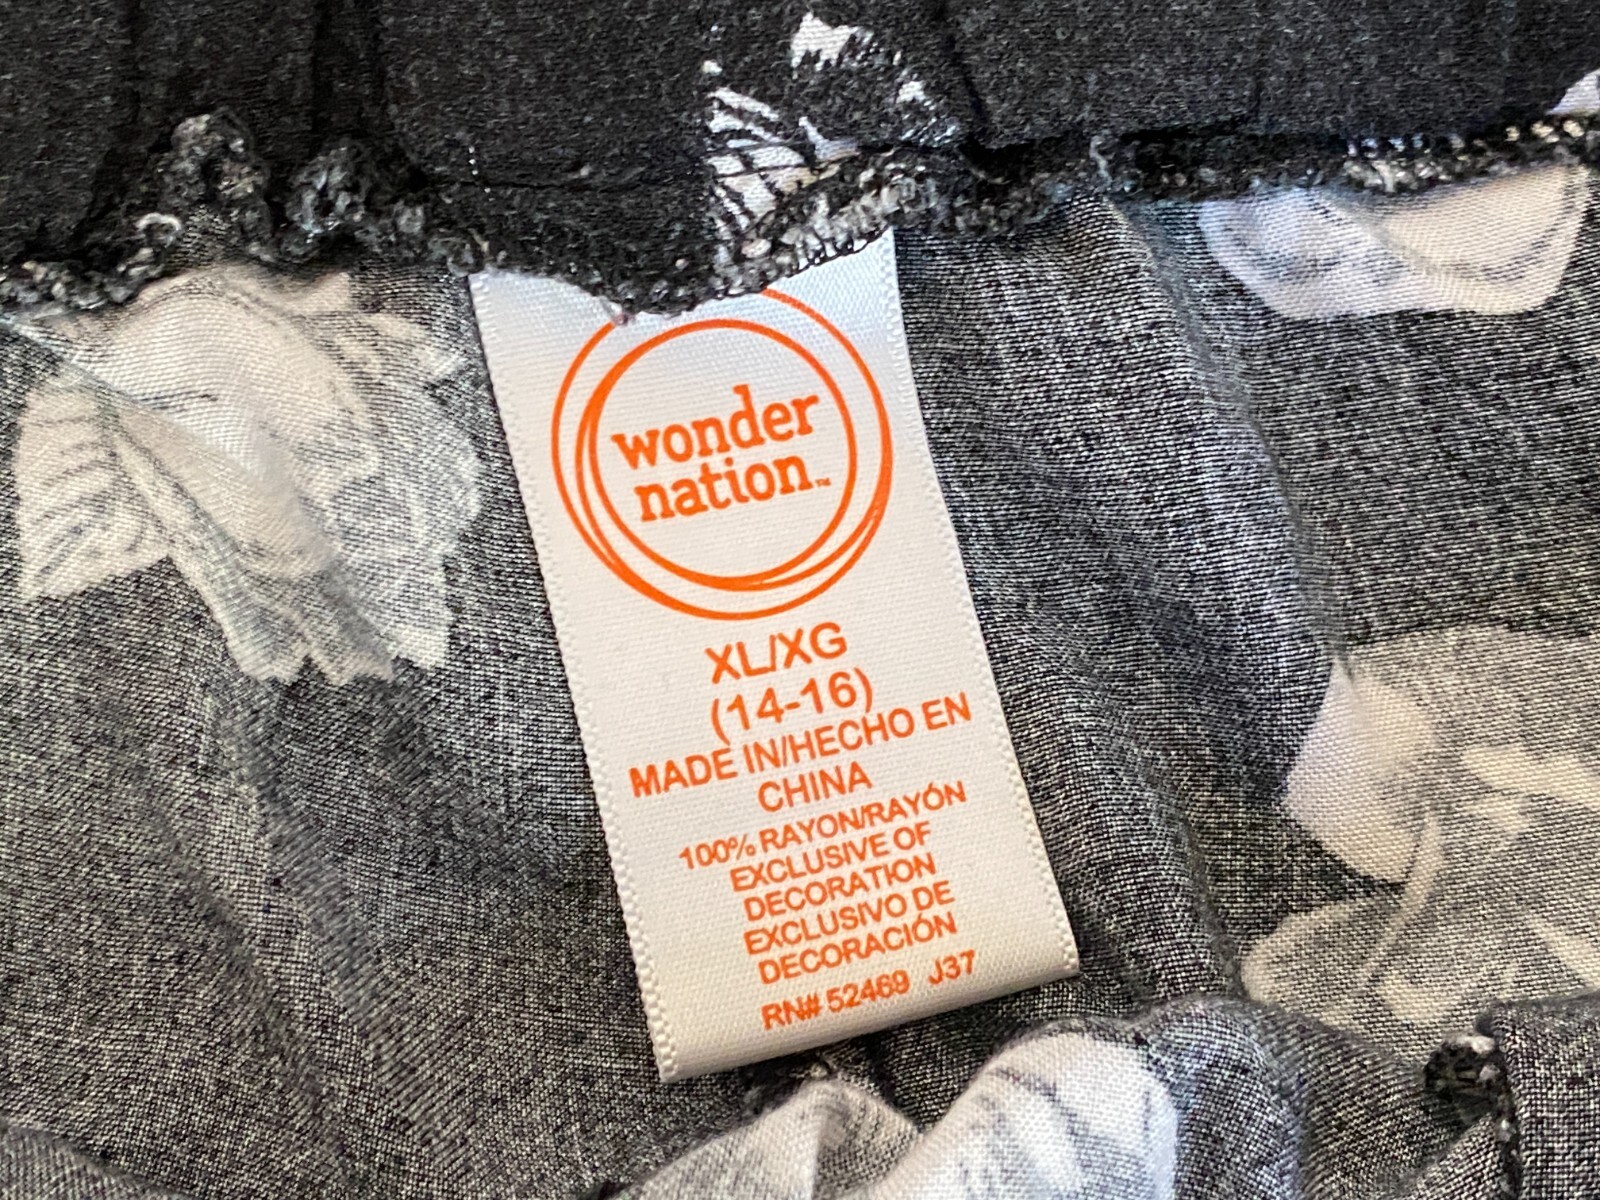 wonder
nation™
XL/XG
(14-16)
MADE IN/HECHO EN
CHINA
100% RAYON/RAYÓN
EXCLUSIVE OF
DECORATION
EXCLUSIVO DE
DECORACIÓN
RN# 52469 J37